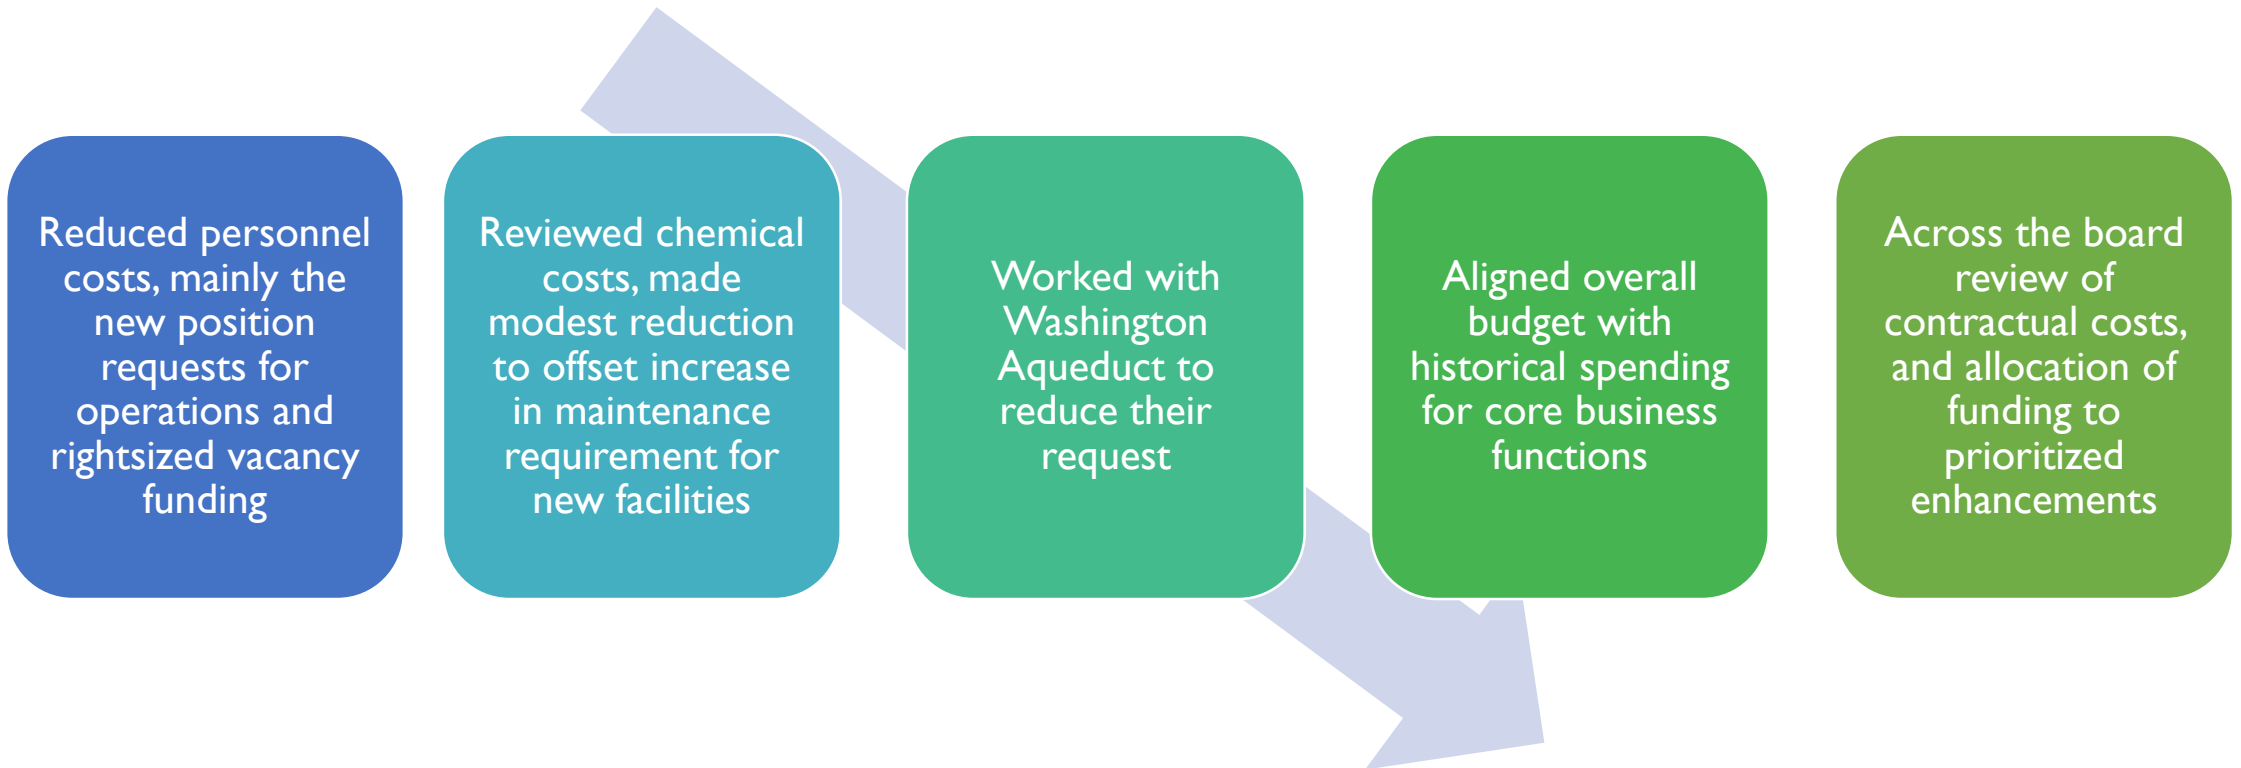 Reduced personnel
costs, mainly the
new position
requests for
operations and
rightsized vacancy
funding
Reviewed chemical
costs, made
modest reduction
to offset increase
in maintenance
requirement for
new facilities
Worked with
Washington
Aqueduct to
reduce their
request
Aligned overall
budget with
historical spending
for core business
functions
Across the board
review of
contractual costs,
and allocation of
funding to
prioritized
enhancements